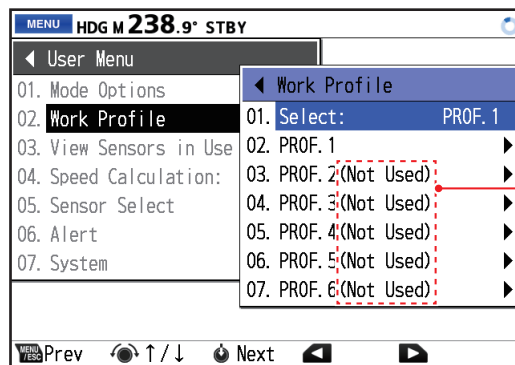 MENU HDG M 238.9° STBY
◀ User Menu
01. Mode Options
02. Work Profile
03. View Sensors in Use
04. Speed Calculation:
05. Sensor Select
06. Alert
07. System
◀ Work Profile
01. Select: PROF. 1
02. PROF. 1 ▶
03. PROF. 2(Not Used) ▶
04. PROF. 3(Not Used) ▶
05. PROF. 4(Not Used) ▶
06. PROF. 5(Not Used) ▶
07. PROF. 6(Not Used) ▶
MENU/ESC Prev ↑/↓ Next ◀ ▶